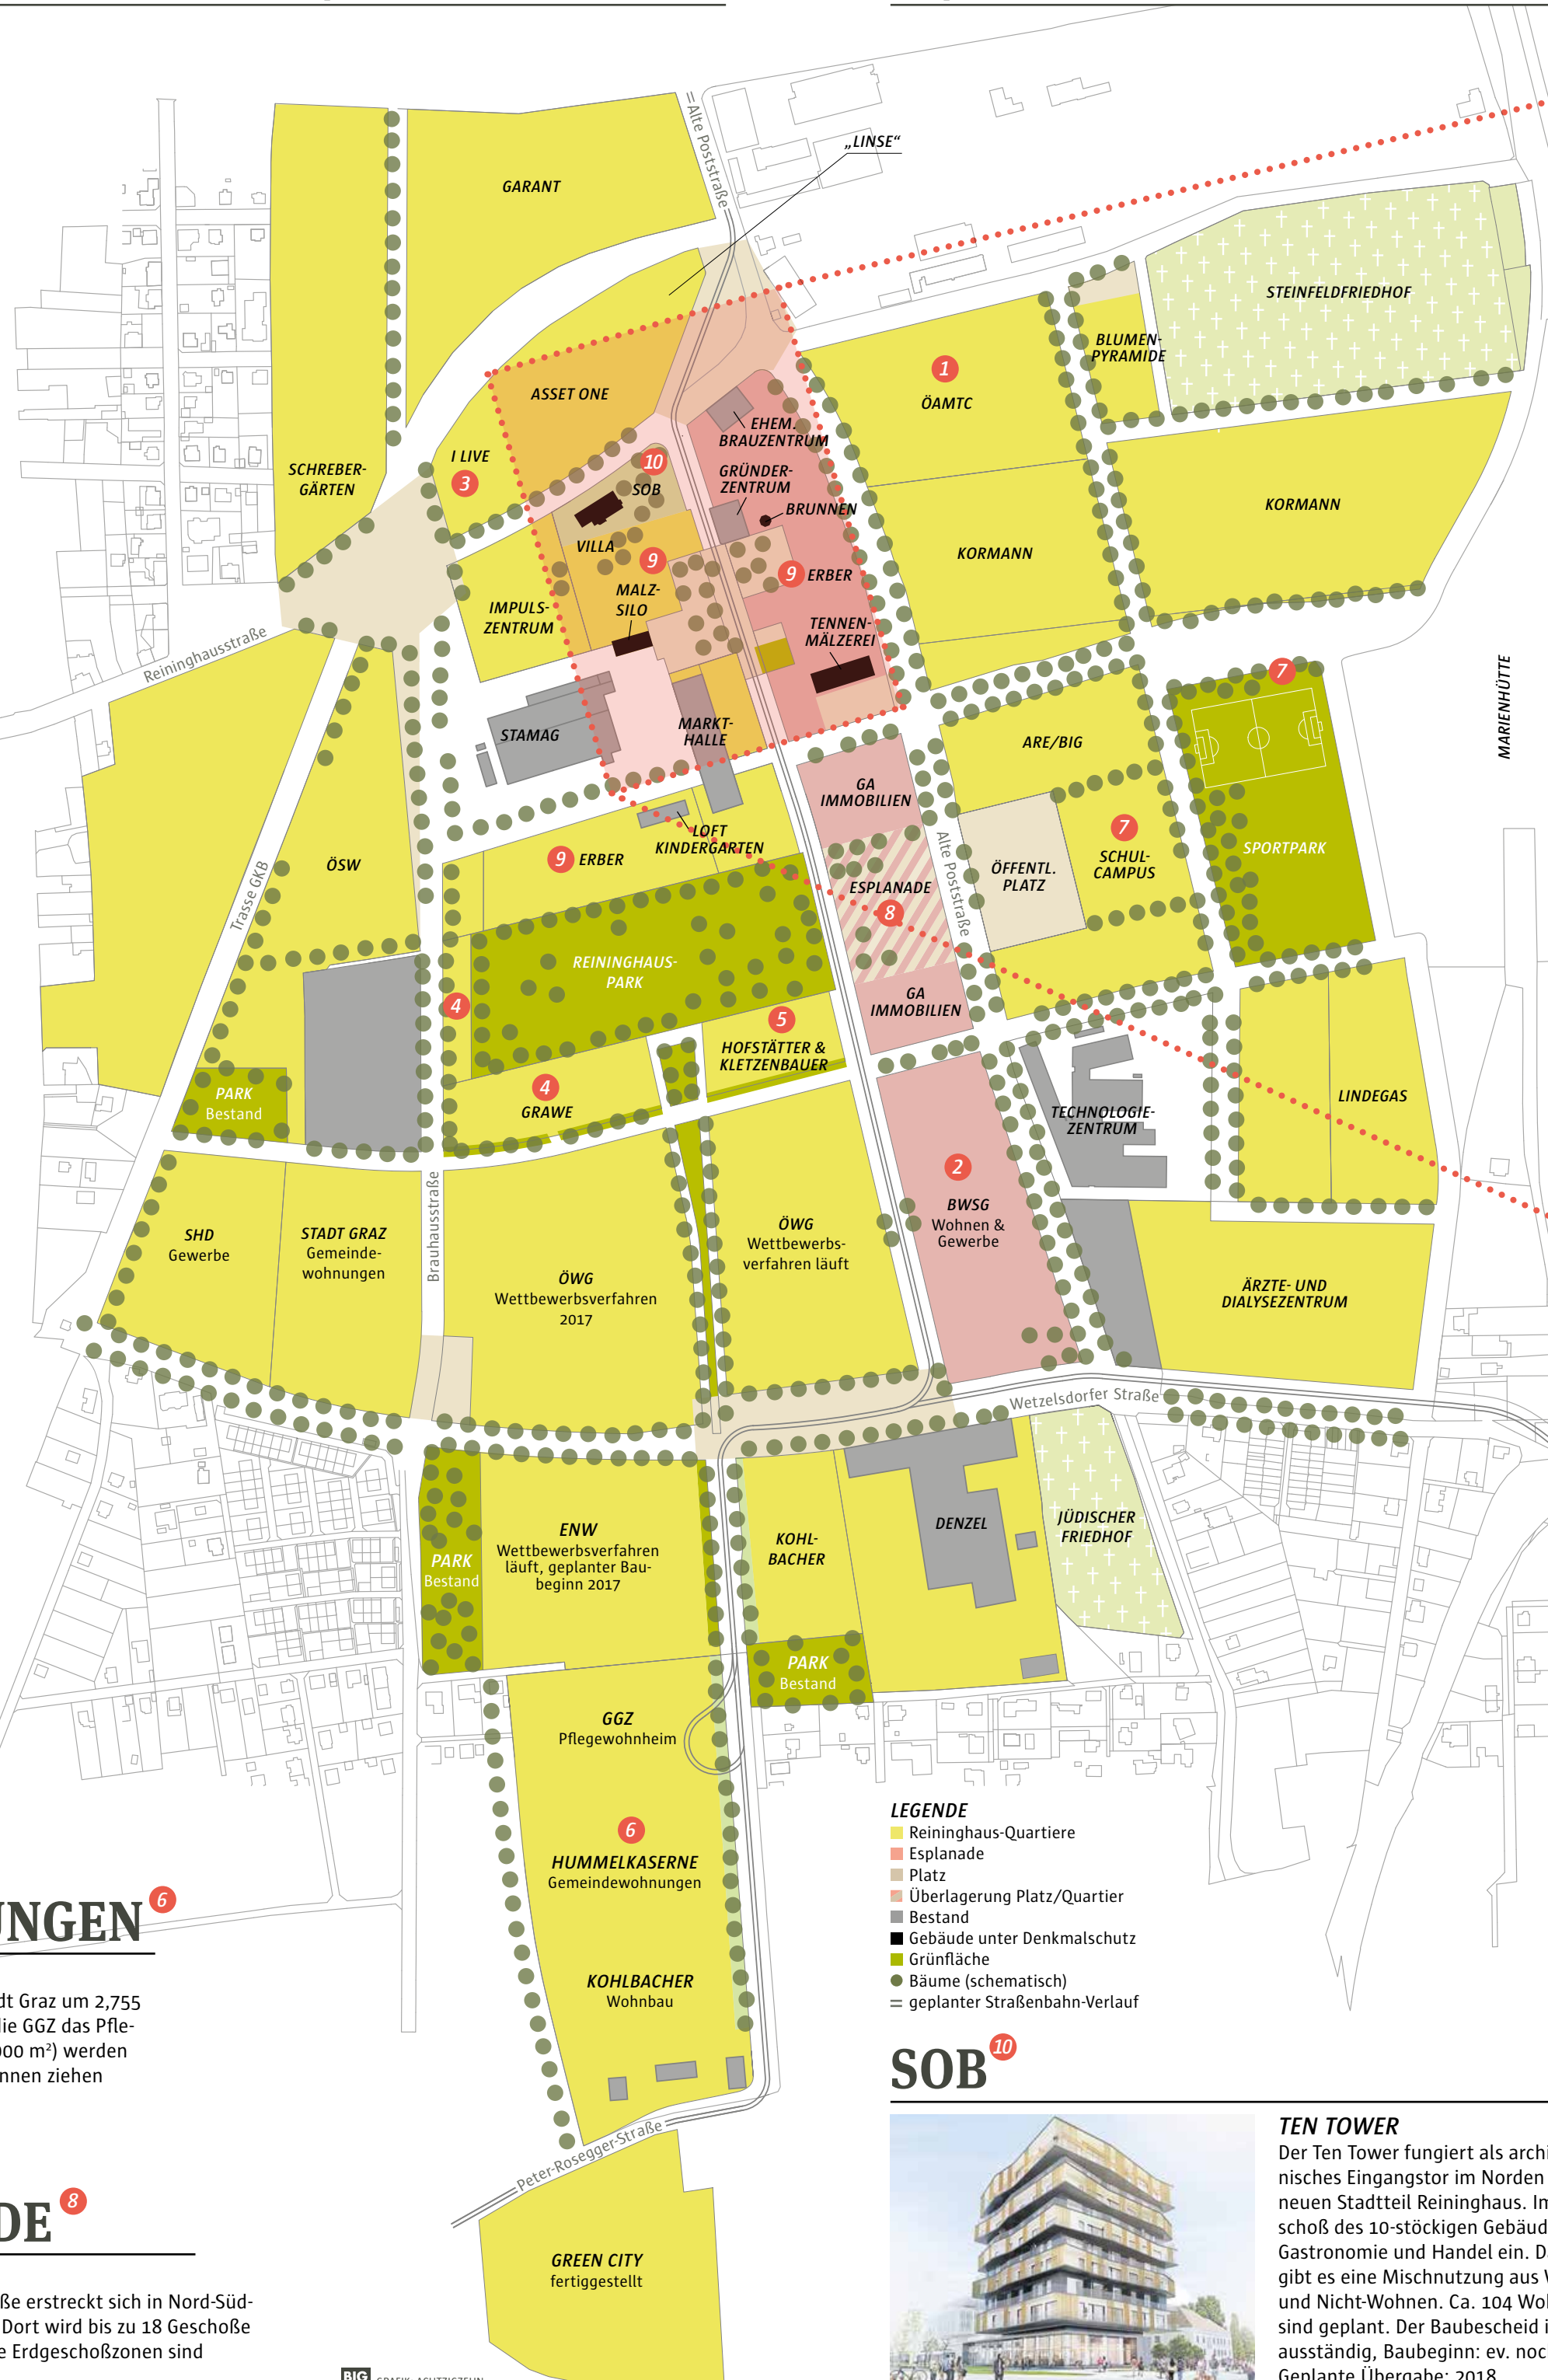 Alte Poststraße
„LINSE“
GARANT
STEINFELDFRIEDHOF
BLUMEN-
PYRAMIDE
1
ÖAMTC
ASSET ONE
EHEM.
BRAUZENTRUM
I LIVE
3
10
SOB
SCHREBER-
GÄRTEN
GRÜNDER-
ZENTRUM
BRUNNEN
KORMANN
KORMANN
VILLA
9
9 ERBER
MALZ-
SILO
IMPULS-
ZENTRUM
TENNEN-
MÄLZEREI
Reininghausstraße
7
MARIENHÜTTE
STAMAG
MARKT-
HALLE
ARE/BIG
GA
IMMOBILIEN
LOFT
KINDERGARTEN
9 ERBER
ÖSW
Trasse GKB
7
SCHUL-
CAMPUS
SPORTPARK
ÖFFENTL.
PLATZ
Alte Poststraße
ESPLANADE
8
REININGHAUS-
PARK
GA
IMMOBILIEN
4
5
HOFSTÄTTER &
KLETZENBAUER
4
GRAWE
PARK
Bestand
TECHNOLOGIE-
ZENTRUM
LINDEGAS
2
BWSG
Wohnen &
Gewerbe
SHD
Gewerbe
STADT GRAZ
Gemeinde-
wohnungen
Brauhausstraße
ÖWG
Wettbewerbs-
verfahren läuft
ÖWG
Wettbewerbsverfahren
2017
ÄRZTE- UND
DIALYSEZENTRUM
Wetzelsdorfer Straße
ENW
Wettbewerbsverfahren
läuft, geplanter Bau-
beginn 2017
KOHL-
BACHER
DENZEL
JÜDISCHER
FRIEDHOF
PARK
Bestand
PARK
Bestand
GGZ
Pflegewohnheim
6
HUMMELKASERNE
Gemeindewohnungen
KOHLBACHER
Wohnbau
Peter-Rosegger-Straße
GREEN CITY
fertiggestellt
LEGENDE
Reininghaus-Quartiere
Esplanade
Platz
Überlagerung Platz/Quartier
Bestand
Gebäude unter Denkmalschutz
Grünfläche
Bäume (schematisch)
geplanter Straßenbahn-Verlauf
UNGEN 6
dt Graz um 2,755
die GGZ das Pfle-
000 m²) werden
nnen ziehen
DE 8
ße erstreckt sich in Nord-Süd-
Dort wird bis zu 18 Geschoße
e Erdgeschoßzonen sind
BIG
SOB 10
TEN TOWER
Der Ten Tower fungiert als archi
nisches Eingangstor im Norden
neuen Stadtteil Reininghaus. Im
schoß des 10-stöckigen Gebäud
Gastronomie und Handel ein. D
gibt es eine Mischnutzung aus
und Nicht-Wohnen. Ca. 104 Wo
sind geplant. Der Baubescheid i
ausständig, Baubeginn: ev. noc
Geplante Übergabe: 2018